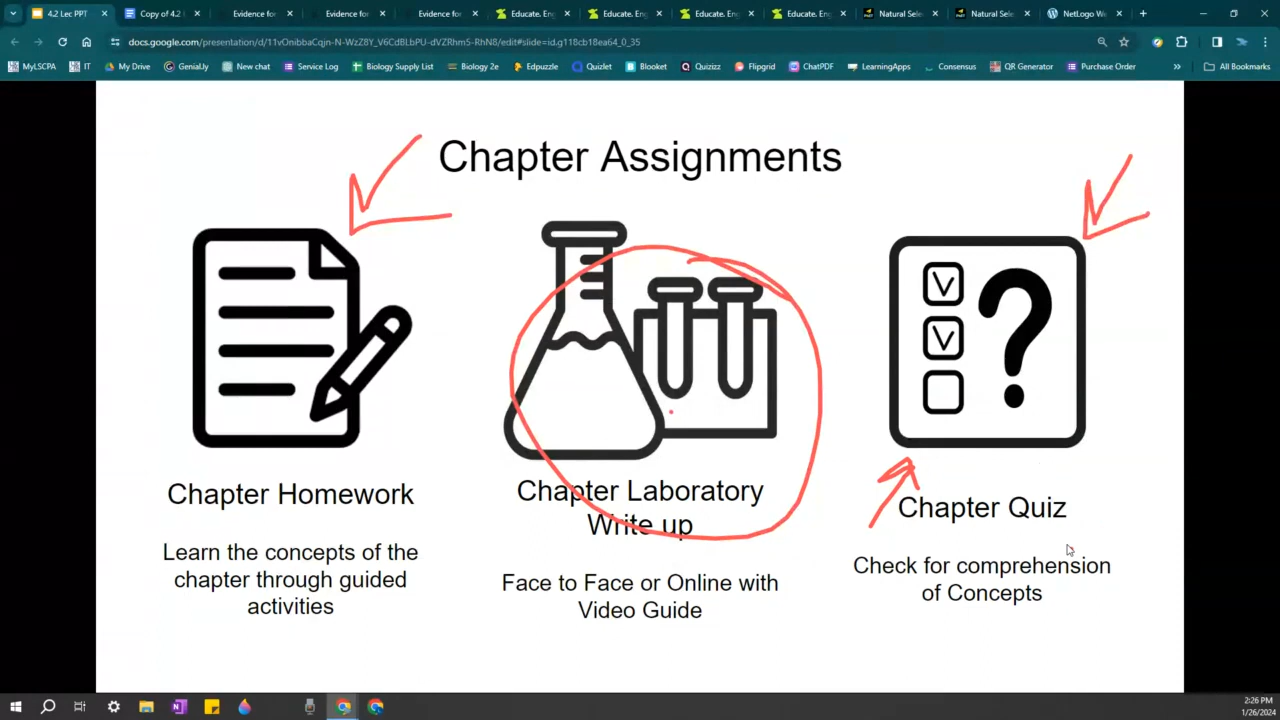 4.2 Lec PPT
Copy of 4.2 L
Evidence for
Evidence for
Evidence for
Educate. Eng
Educate. Eng
Educate. Eng
Educate. Eng
Natural Sele
Natural Sele
NetLogo We
docs.google.com/presentation/d/11vOnibbaCqjn-N-WzZ8Y_V6Cd8LbPU-dVZRhm5-RhN8/edit#slide=id.g118cb18ea64_0_35
MyLSCPA
IT
My Drive
Genial.ly
New chat
Service Log
Biology Supply List
Biology 2e
Edpuzzle
Quizlet
Blooket
Quizizz
Flipgrid
ChatPDF
LearningApps
Consensus
QR Generator
Purchase Order
All Bookmarks
Chapter Assignments
Chapter Homework
Learn the concepts of the
chapter through guided
activities
Chapter Laboratory
Write up
Face to Face or Online with
Video Guide
Chapter Quiz
Check for comprehension
of Concepts
2:26 PM
1/26/2024